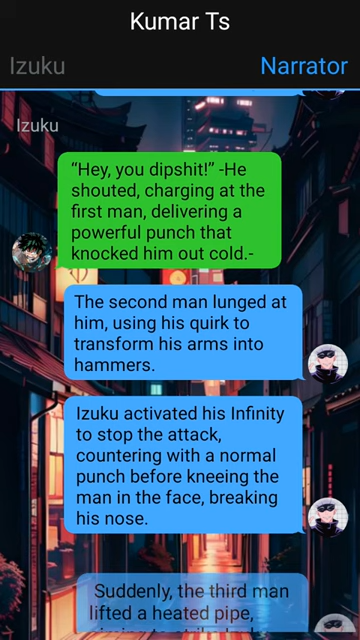 Kumar Ts
Izuku
Narrator
Izuku
“Hey, you dipshit!” -He
shouted, charging at the
first man, delivering a
powerful punch that
knocked him out cold.-
The second man lunged at
him, using his quirk to
transform his arms into
hammers.
Izuku activated his Infinity
to stop the attack,
countering with a normal
punch before kneeing the
man in the face, breaking
his nose.
Suddenly, the third man
lifted a heated pipe,